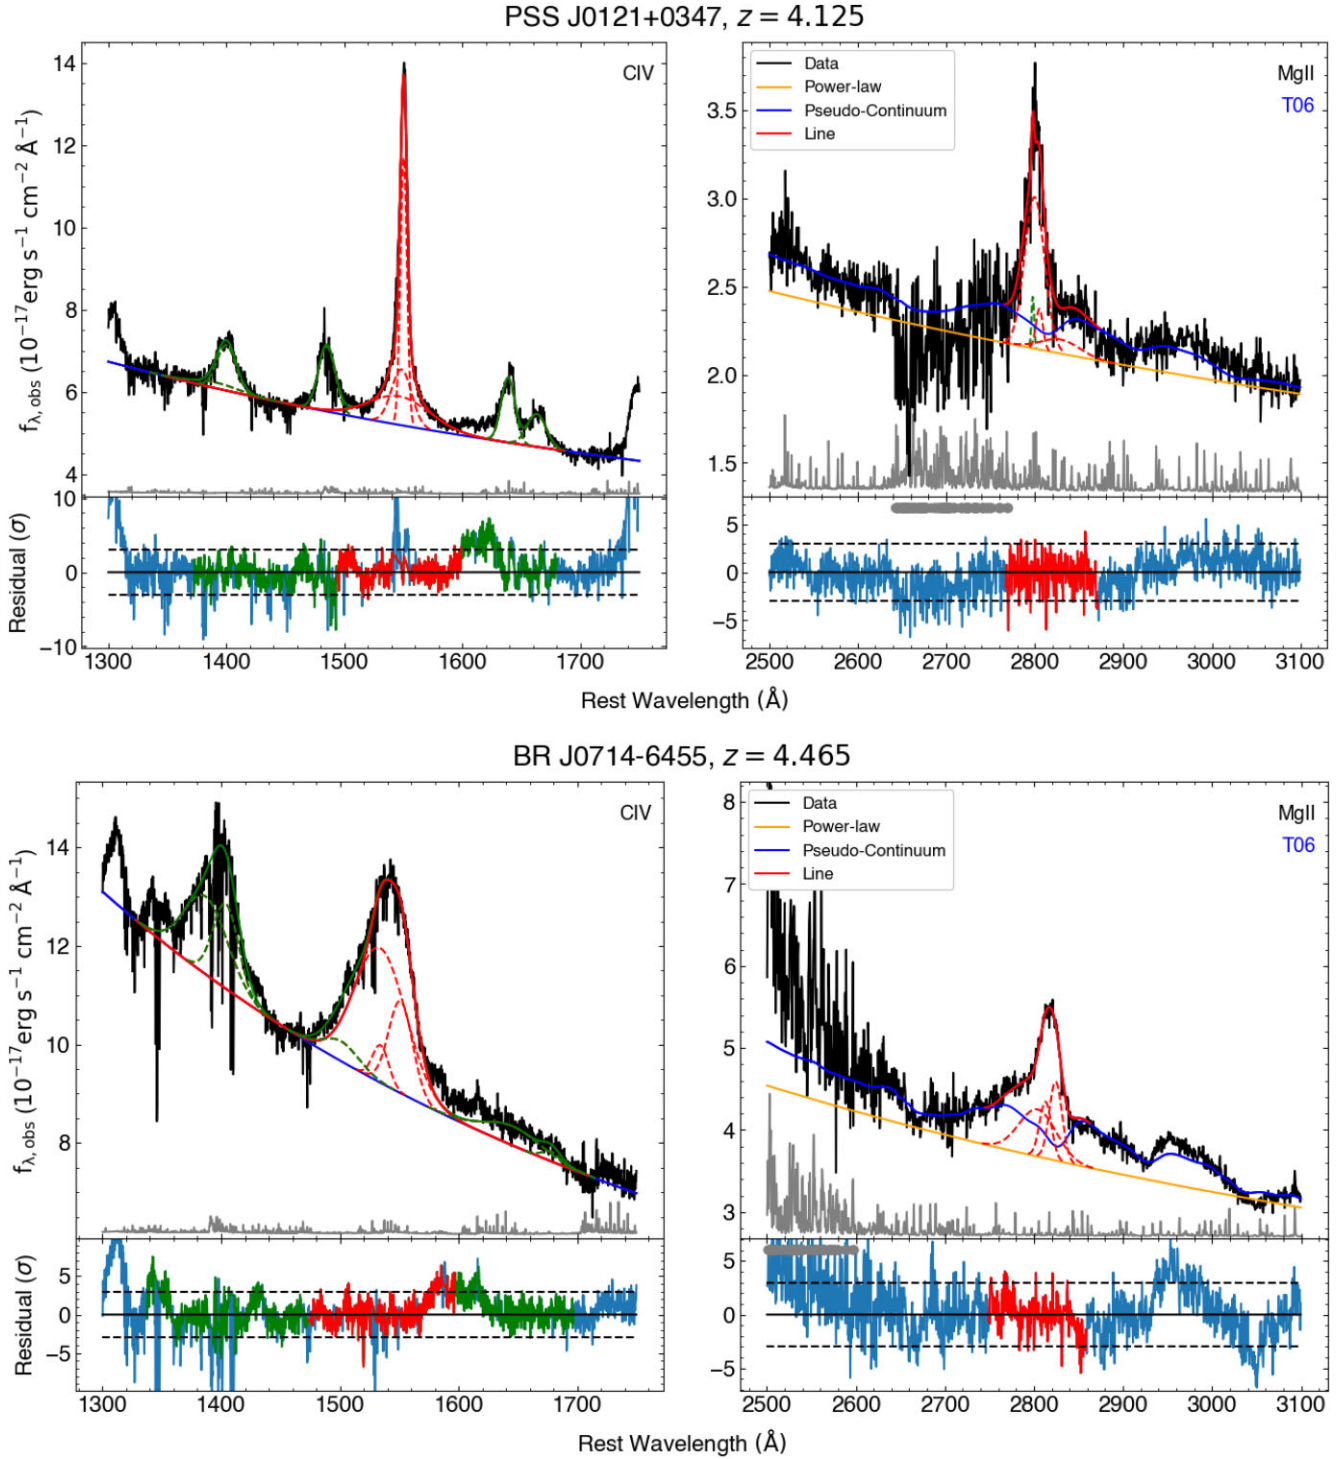 PSS J0121+0347, z = 4.125
14
12
10
8
6
4
CIV
f_λ,obs (10⁻¹⁷erg s⁻¹ cm⁻² Å⁻¹)
10
0
−10
Residual (σ)
1300 1400 1500 1600 1700
3.5
3.0
2.5
2.0
1.5
Data
Power-law
Pseudo-Continuum
Line
MgII
T06
5
0
−5
2500 2600 2700 2800 2900 3000 3100
Rest Wavelength (Å)
BR J0714-6455, z = 4.465
14
12
10
8
CIV
f_λ,obs (10⁻¹⁷erg s⁻¹ cm⁻² Å⁻¹)
5
0
−5
Residual (σ)
1300 1400 1500 1600 1700
8
7
6
5
4
3
Data
Power-law
Pseudo-Continuum
Line
MgII
T06
5
0
−5
2500 2600 2700 2800 2900 3000 3100
Rest Wavelength (Å)